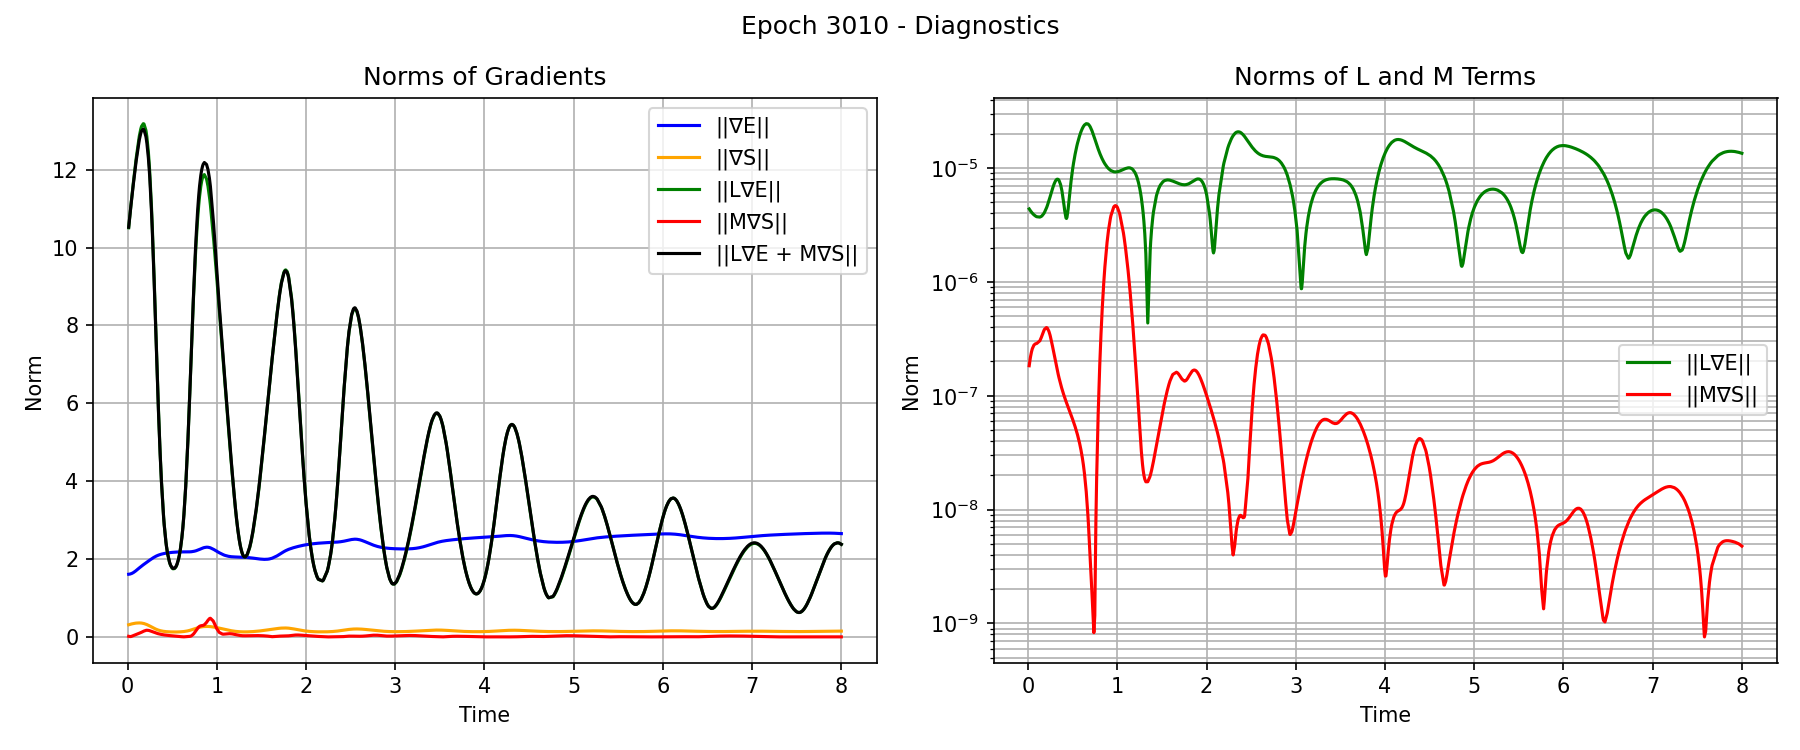 Epoch 3010 - Diagnostics
Norms of Gradients
Norm
12
10
8
6
4
2
0
0 1 2 3 4 5 6 7 8
Time
||∇E||
||∇S||
||L∇E||
||M∇S||
||L∇E + M∇S||
Norms of L and M Terms
Norm
10⁻⁵
10⁻⁶
10⁻⁷
10⁻⁸
10⁻⁹
0 1 2 3 4 5 6 7 8
Time
||L∇E||
||M∇S||